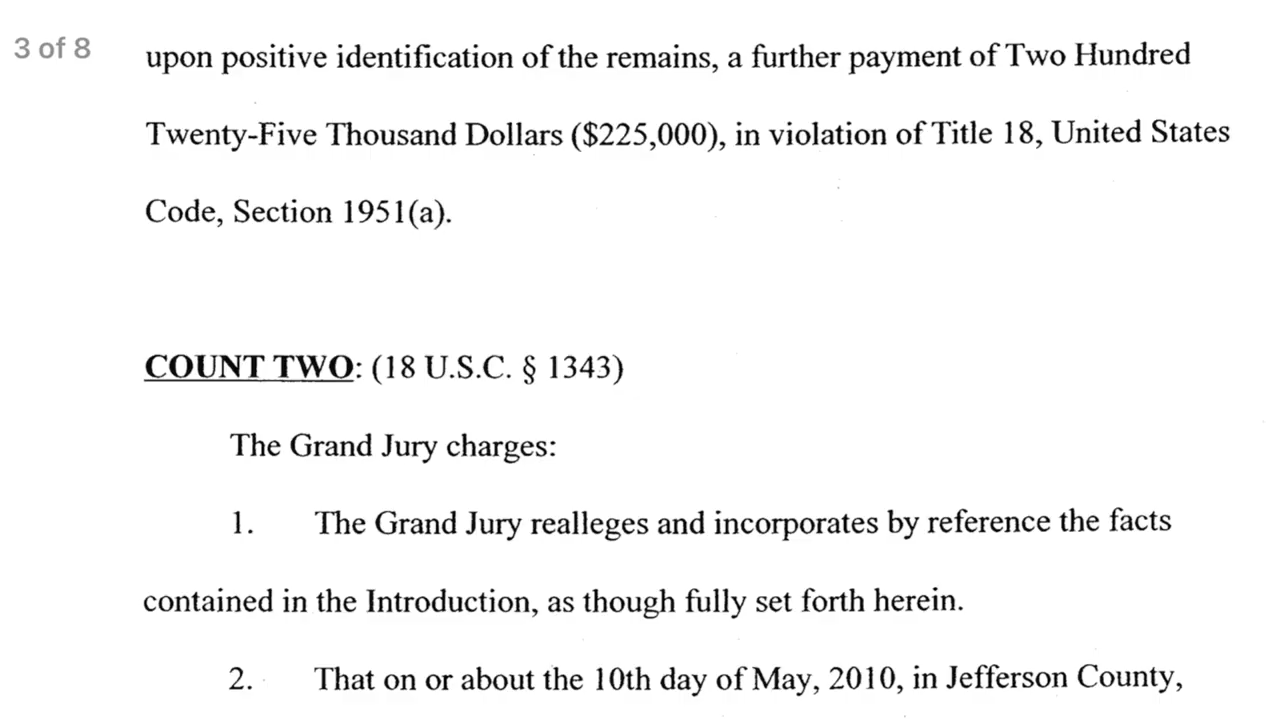 3 of 8
upon positive identification of the remains, a further payment of Two Hundred
Twenty-Five Thousand Dollars ($225,000), in violation of Title 18, United States
Code, Section 1951(a).
COUNT TWO: (18 U.S.C. § 1343)
The Grand Jury charges:
1. The Grand Jury realleges and incorporates by reference the facts
contained in the Introduction, as though fully set forth herein.
2. That on or about the 10th day of May, 2010, in Jefferson County,